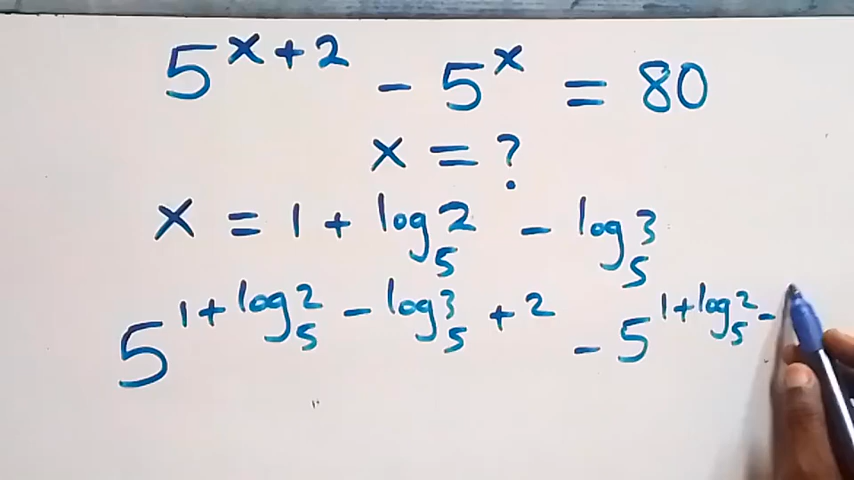 5^{x+2} - 5^{x} = 80
x = ?
x = 1 + log_5 2 - log_5 3
5^{1 + log_5 2 - log_5 3 + 2} - 5^{1 + log_5 2 -}